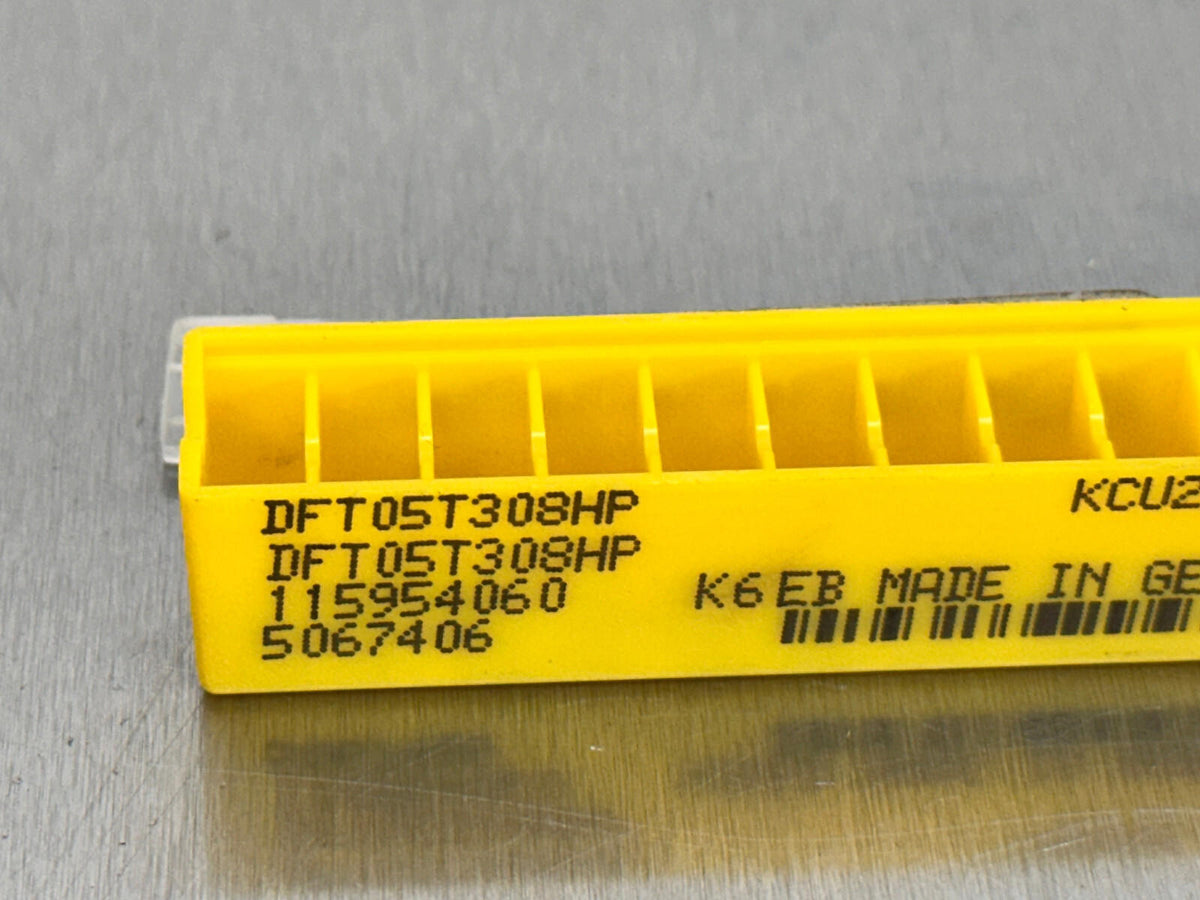 DFT05T308HP
KCU2
DFT05T308HP
115954060
K6EB MADE IN GE
5067406